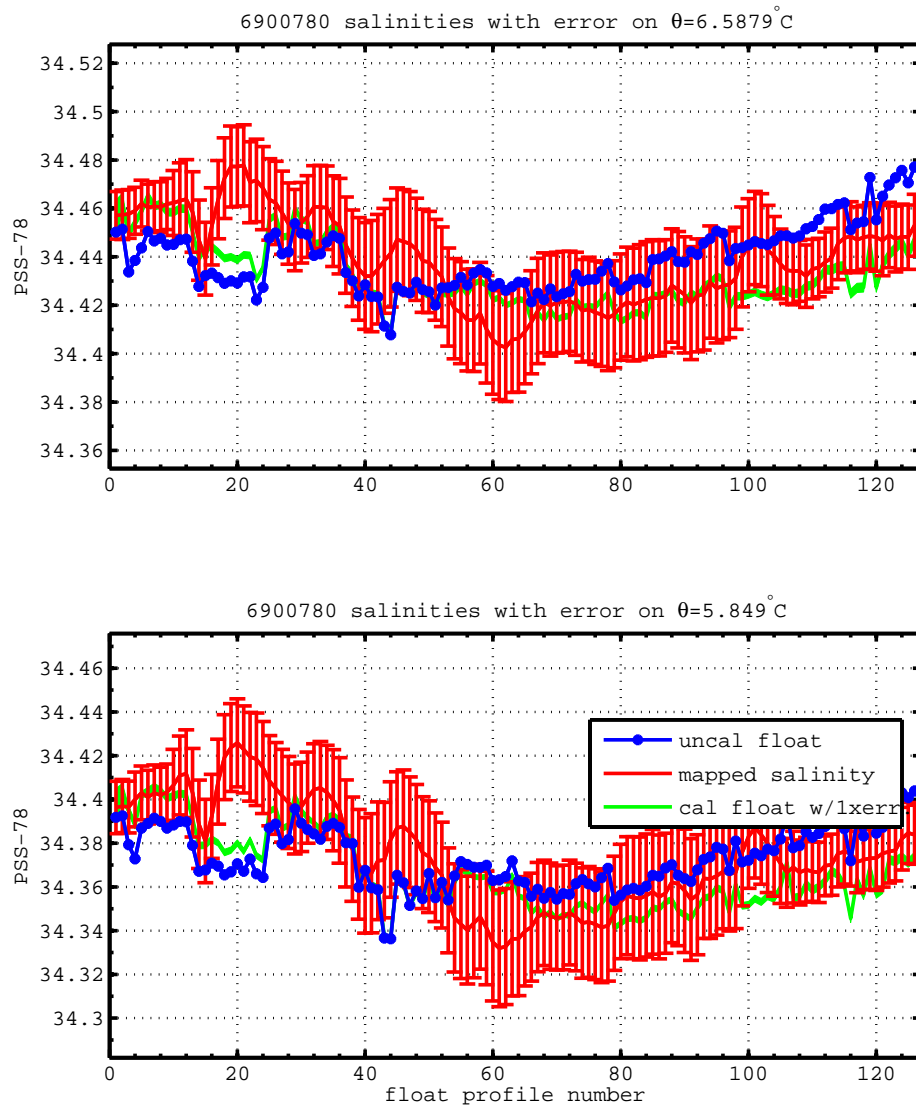 6900780 salinities with error on θ=6.5879°C
34.52
34.5
34.48
34.46
34.44
34.42
34.4
34.38
34.36
PSS-78
0 20 40 60 80 100 120
6900780 salinities with error on θ=5.849°C
34.46
34.44
34.42
34.4
34.38
34.36
34.34
34.32
34.3
PSS-78
uncal float
mapped salinity
cal float w/1xerr.
0 20 40 60 80 100 120
float profile number